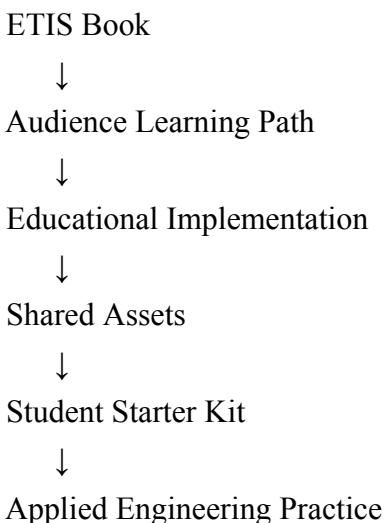 ETIS Book
↓
Audience Learning Path
↓
Educational Implementation
↓
Shared Assets
↓
Student Starter Kit
↓
Applied Engineering Practice